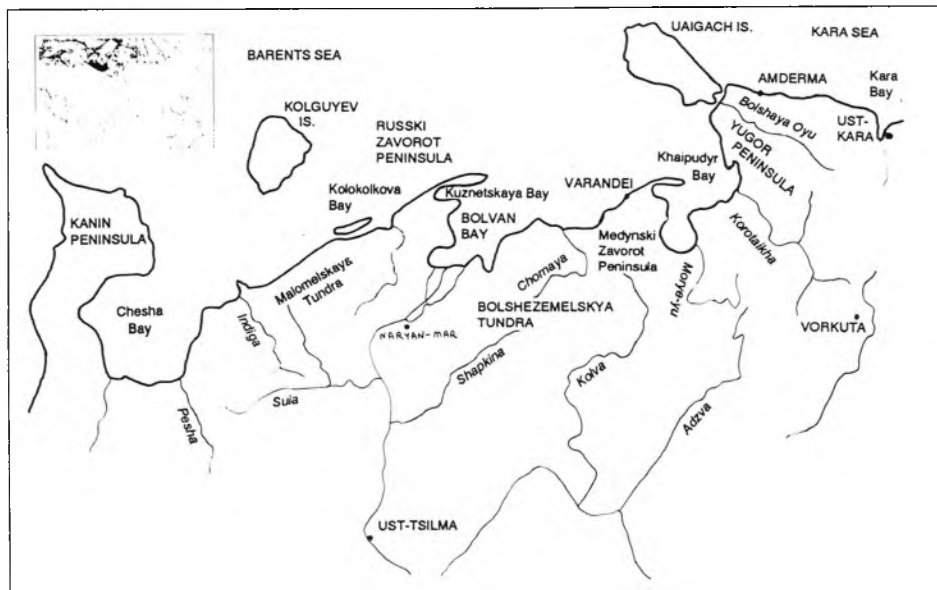 UAIGACH IS.
KARA SEA
BARENTS SEA
AMDERMA
Kara
Bay
KOLGUYEV
IS.
Bolshaya Oyu
UST-
KARA
RUSSKI
ZAVOROT
PENINSULA
YUGOR
PENINSULA
Khaipudyr
Bay
Kolokolkova
Bay
Kuznetskaya Bay
VARANDEI
KANIN
PENINSULA
BOLVAN
BAY
Korotaikha
Medynski
Zavorot
Peninsula
Morye-yu
Malomelskaya
Tundra
Chornaya
Chesha
Bay
Indiga
BOLSHEZEMELSKYA
TUNDRA
NARYAN-MAR
VORKUTA
Shapkina
Kolva
Sula
Pesha
Adzva
UST-TSILMA